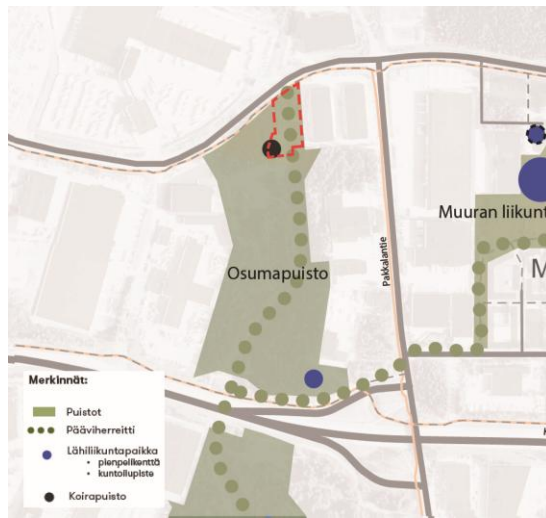 Muuran liikunt
Osumapuisto
Pakkalantie
M
Merkinnät:
Puistot
Pääviherreitti
Lähiliikuntapaikka
• pienpelikenttä
• kuntoilupiste
Koirapuisto